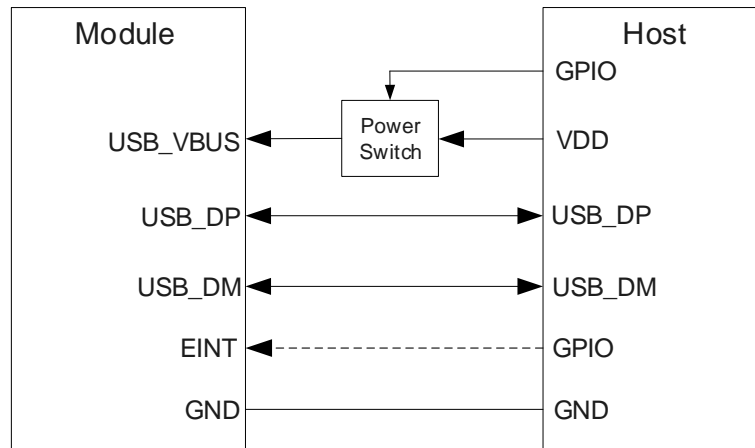 Module
Host
GPIO
Power
Switch
USB_VBUS
VDD
USB_DP
USB_DP
USB_DM
USB_DM
EINT
GPIO
GND
GND